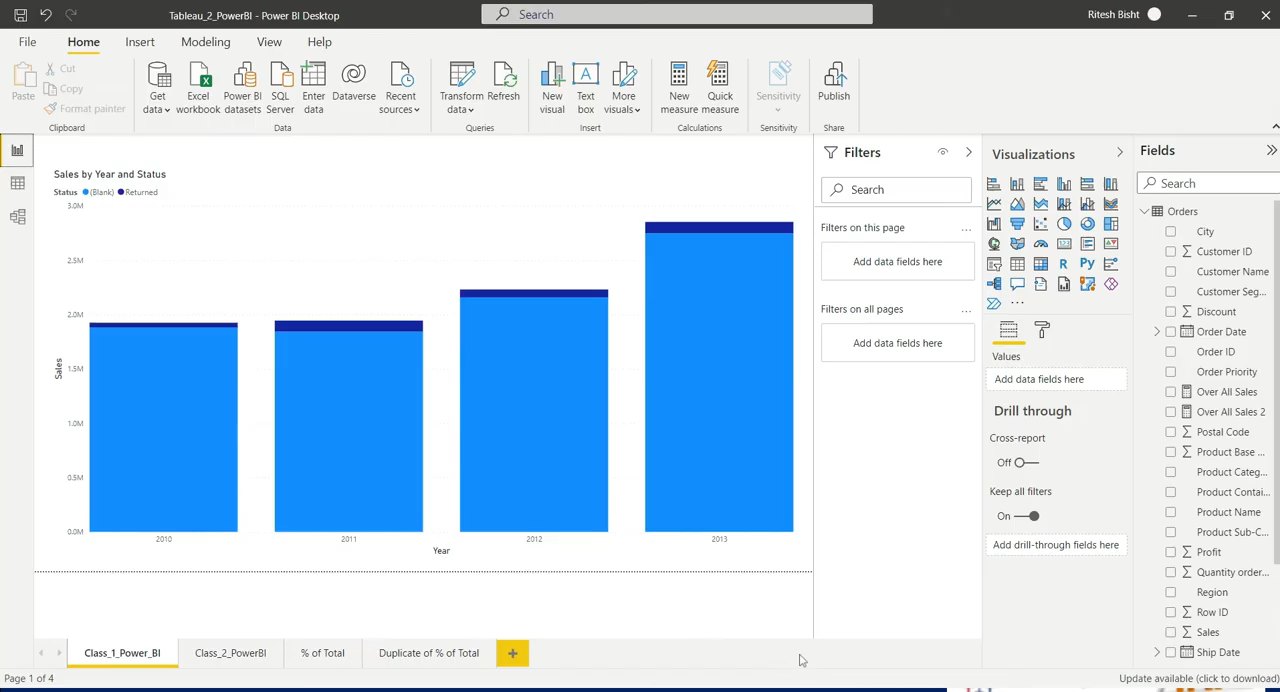 Tableau_2_PowerBI - Power BI Desktop
Search
Ritesh Bisht
File Home Insert Modeling View Help
Paste
Cut
Copy
Format painter
Clipboard
Get data
Excel workbook
Power BI datasets
SQL Server
Enter data
Dataverse
Recent sources
Data
Transform data
Refresh
Queries
New visual
Text box
More visuals
Insert
New measure
Quick measure
Calculations
Sensitivity
Sensitivity
Publish
Share
Sales by Year and Status
Status (Blank) Returned
3.0M
2.5M
2.0M
1.5M
1.0M
0.5M
0.0M
Sales
2010 2011 2012 2013
Year
Filters
Search
Filters on this page ...
Add data fields here
Filters on all pages ...
Add data fields here
Visualizations
R Py
...
Values
Add data fields here
Drill through
Cross-report
Off
Keep all filters
On
Add drill-through fields here
Fields
Search
Orders
City
Customer ID
Customer Name
Customer Seg...
Discount
Order Date
Order ID
Order Priority
Over All Sales
Over All Sales 2
Postal Code
Product Base ...
Product Categ...
Product Contai...
Product Name
Product Sub-C...
Profit
Quantity order...
Region
Row ID
Sales
Ship Date
Class_1_Power_BI Class_2_PowerBI % of Total Duplicate of % of Total +
Page 1 of 4
Update available (click to download)